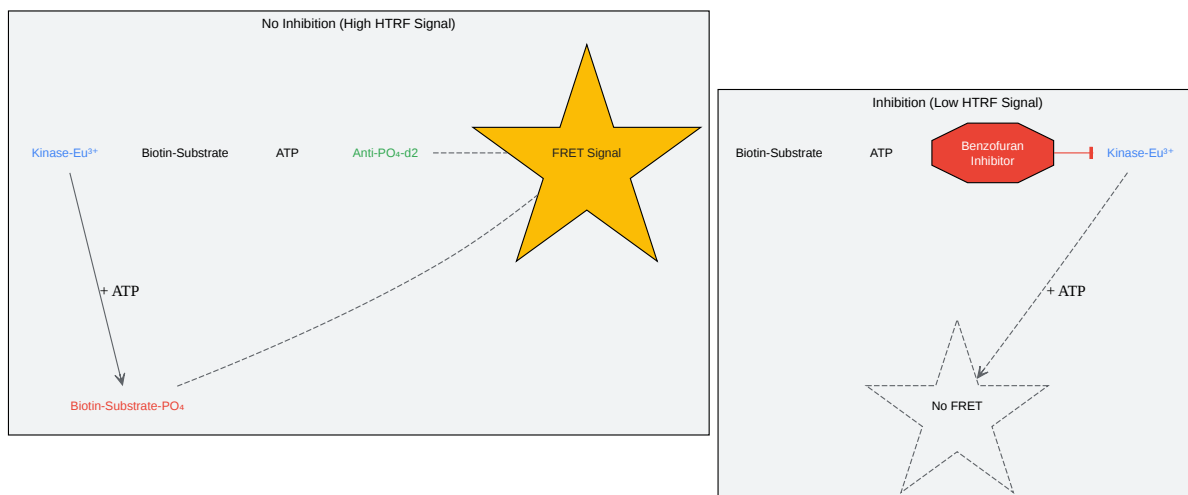 No Inhibition (High HTRF Signal)
Kinase-Eu³⁺
Biotin-Substrate
ATP
Anti-PO₄-d2
FRET Signal
+ ATP
Biotin-Substrate-PO₄
Inhibition (Low HTRF Signal)
Biotin-Substrate
ATP
Benzofuran
Inhibitor
Kinase-Eu³⁺
+ ATP
No FRET